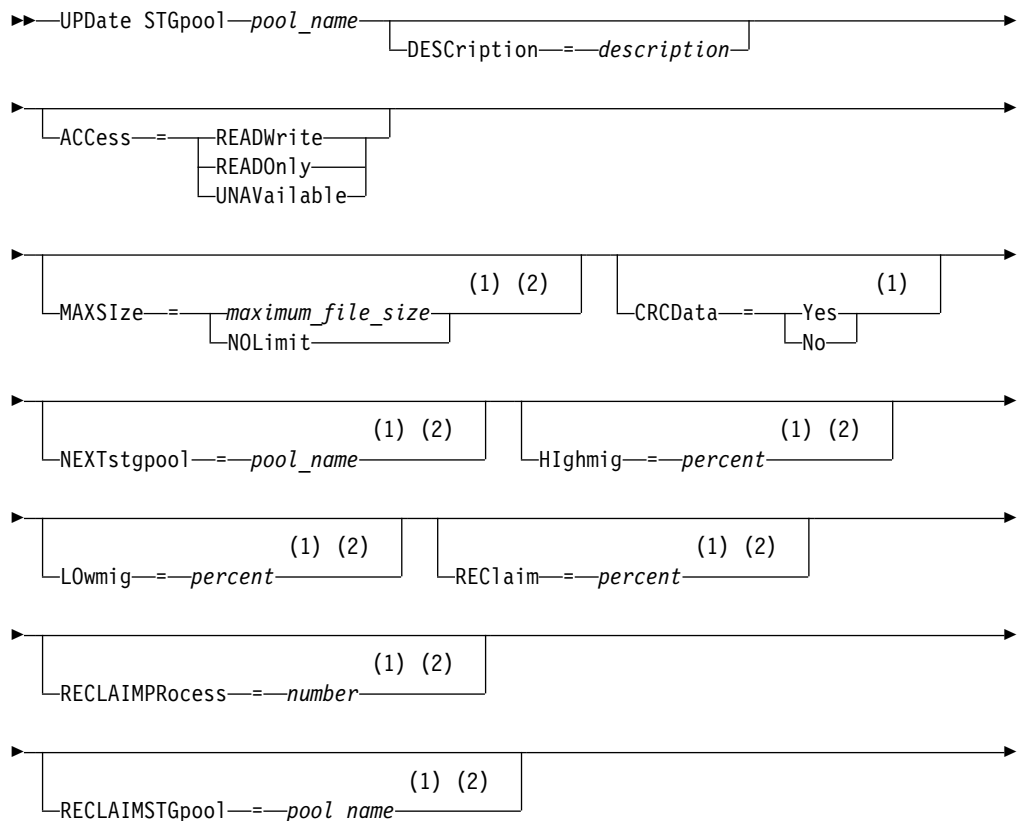 UPDate STGpool pool_name
DESCription = description
ACCess = READWrite
READOnly
UNAVailable
(1) (2) (1)
MAXSIze = maximum_file_size CRCData = Yes
NOLimit No
(1) (2) (1) (2)
NEXTstgpool = pool_name HIghmig = percent
(1) (2) (1) (2)
LOwmig = percent REClaim = percent
(1) (2)
RECLAIMPRocess = number
(1) (2)
RECLAIMSTGpool = pool_name